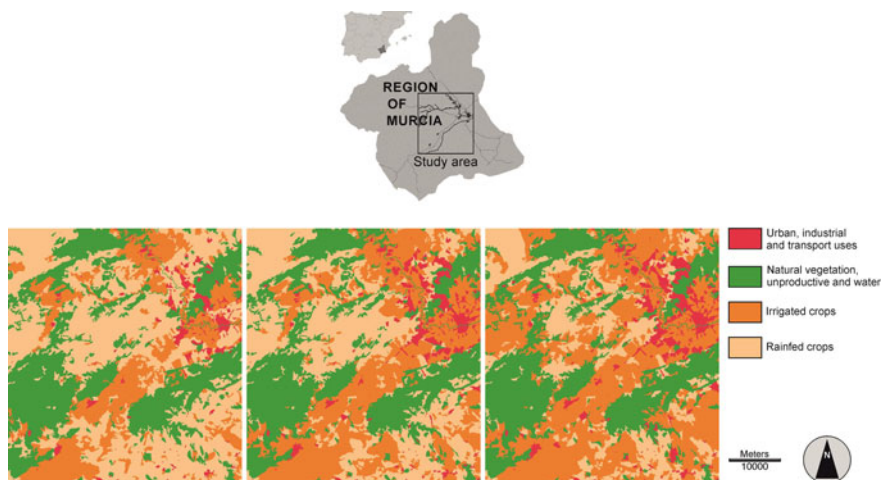 REGION
OF
MURCIA
Study area
Urban, industrial
and transport uses
Natural vegetation,
unproductive and water
Irrigated crops
Rainfed crops
Meters
10000
N